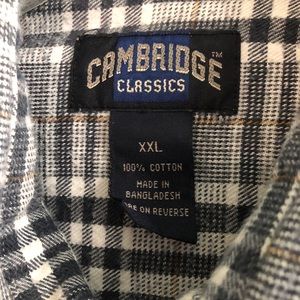 CAMBRIDGE™
CLASSICS
XXL
100% COTTON
MADE IN
BANGLADESH
ON REVERSE